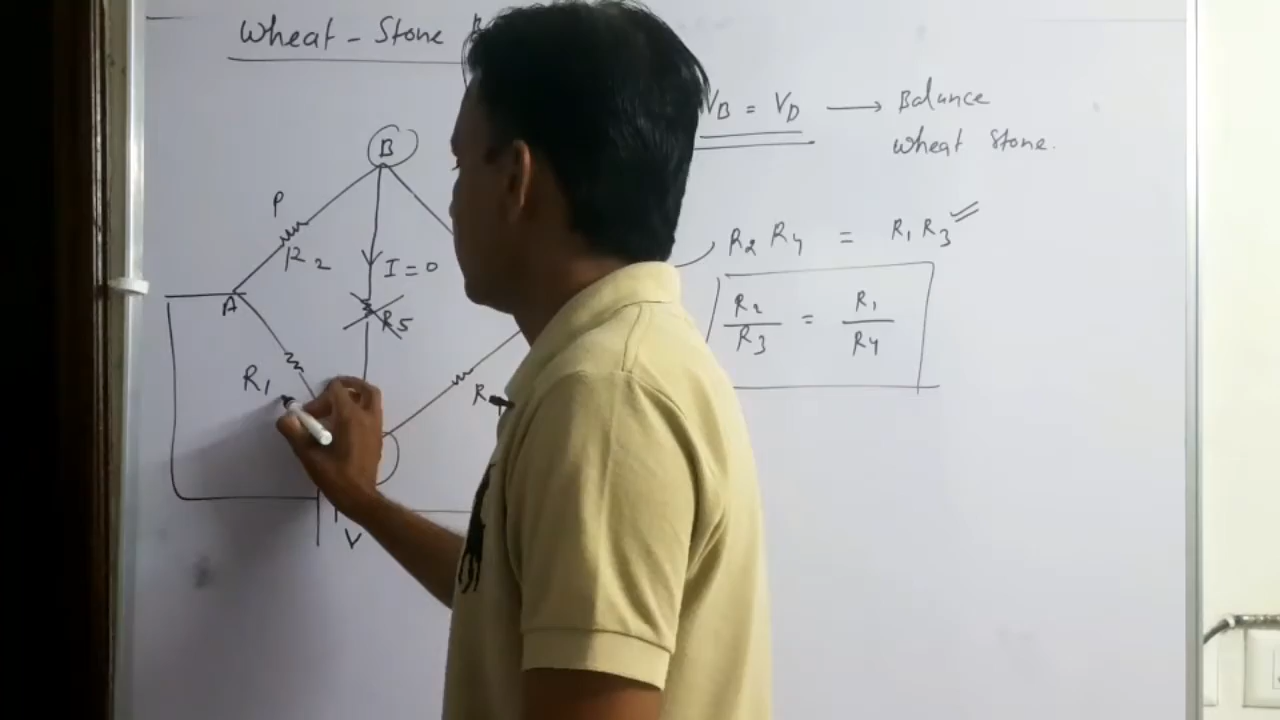 Wheat - Stone
VB = VD → Balance
Wheat Stone.
B
P
R2
I = 0
A
R5
R1
R4
V
R2 R4 = R1 R3
R2 / R3 = R1 / R4